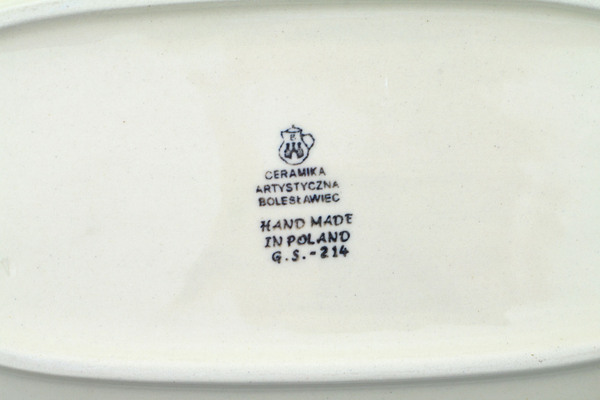 CERAMIKA
ARTYSTYCZNA
BOLESŁAWIEC
HAND MADE
IN POLAND
G.S.-214